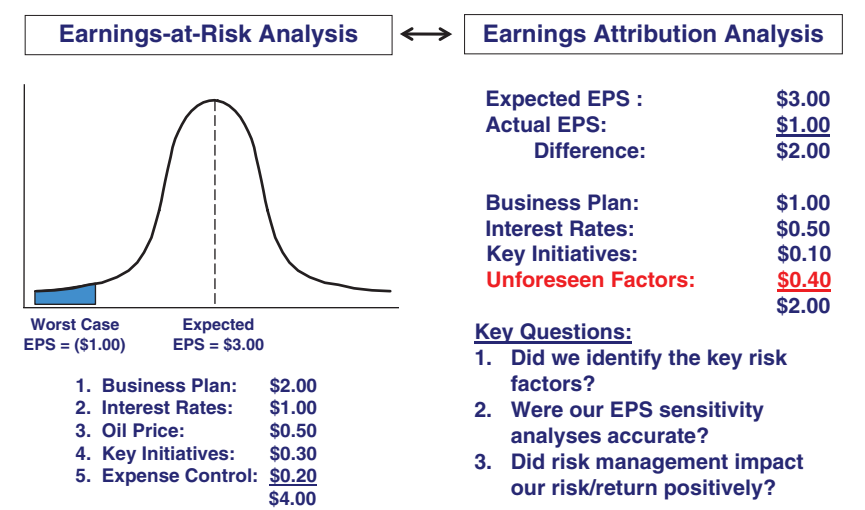 Earnings-at-Risk Analysis
Earnings Attribution Analysis
Worst Case
EPS = ($1.00)
Expected
EPS = $3.00
1. Business Plan: $2.00
2. Interest Rates: $1.00
3. Oil Price: $0.50
4. Key Initiatives: $0.30
5. Expense Control: $0.20
$4.00
Expected EPS : $3.00
Actual EPS: $1.00
Difference: $2.00
Business Plan: $1.00
Interest Rates: $0.50
Key Initiatives: $0.10
Unforeseen Factors: $0.40
$2.00
Key Questions:
1. Did we identify the key risk
factors?
2. Were our EPS sensitivity
analyses accurate?
3. Did risk management impact
our risk/return positively?